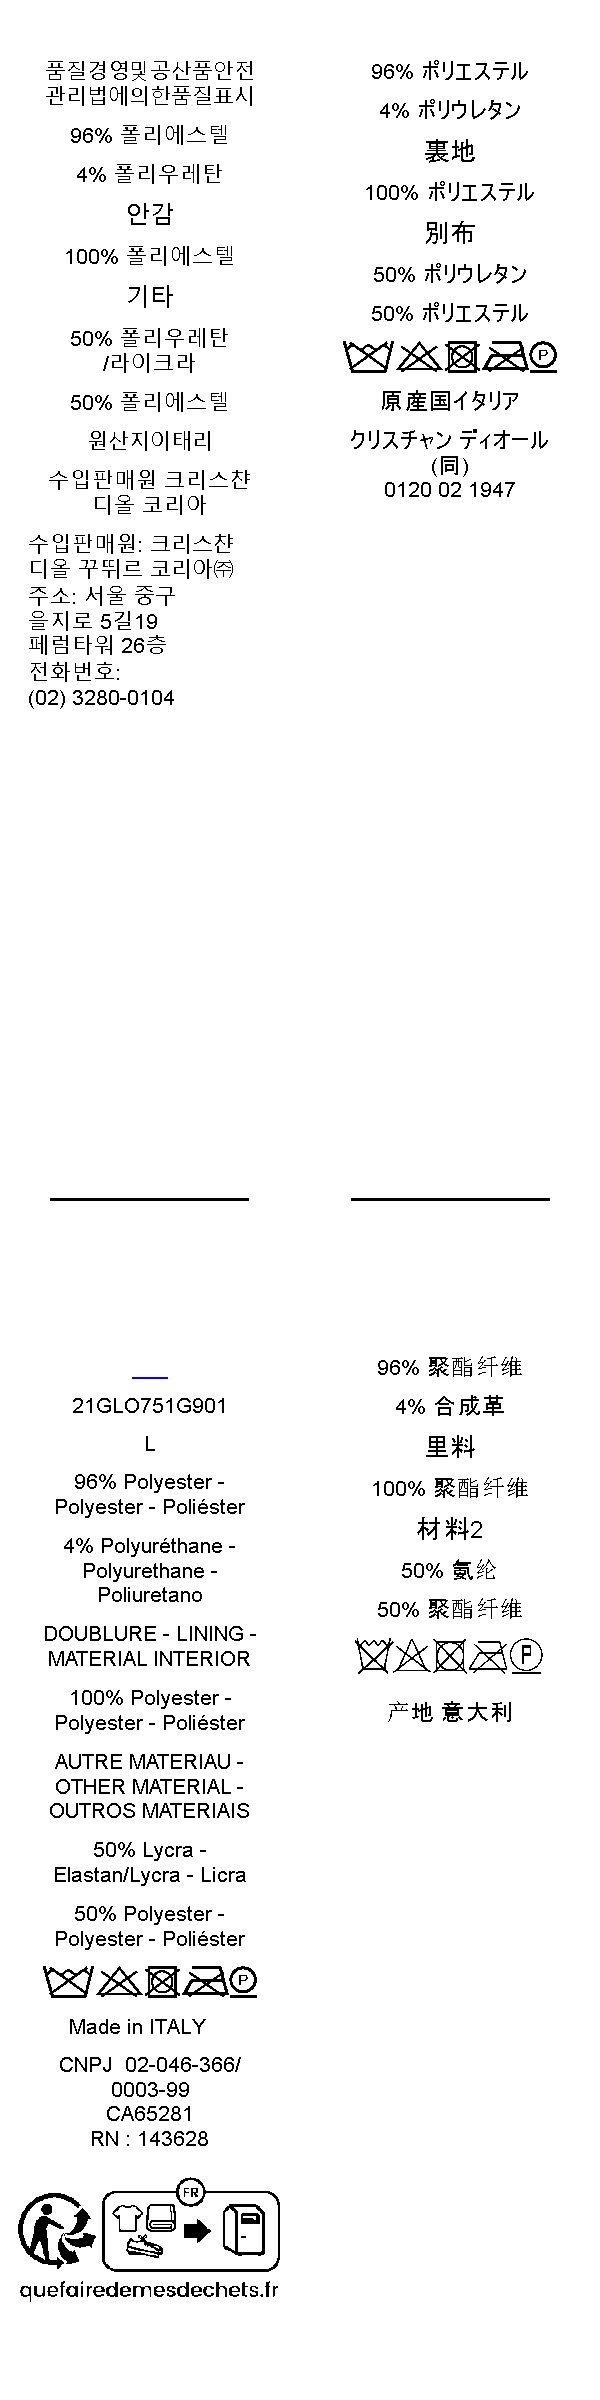 품질경영및공산품안전
관리법에의한품질표시
96% 폴리에스텔
4% 폴리우레탄
안감
100% 폴리에스텔
기타
50% 폴리우레탄
/라이크라
50% 폴리에스텔
원산지이태리
수입판매원 크리스챤
디올 코리아
수입판매원: 크리스챤
디올 꾸뛰르 코리아㈜
주소: 서울 중구
을지로 5길19
페럼타워 26층
전화번호:
(02) 3280-0104
96% ポリエステル
4% ポリウレタン
裏地
100% ポリエステル
別布
50% ポリウレタン
50% ポリエステル
P
原産国イタリア
クリスチャン ディオール
(同)
0120 02 1947
21GLO751G901
L
96% Polyester -
Polyester - Poliéster
4% Polyuréthane -
Polyurethane -
Poliuretano
DOUBLURE - LINING -
MATERIAL INTERIOR
100% Polyester -
Polyester - Poliéster
AUTRE MATERIAU -
OTHER MATERIAL -
OUTROS MATERIAIS
50% Lycra -
Elastan/Lycra - Licra
50% Polyester -
Polyester - Poliéster
P
Made in ITALY
CNPJ 02-046-366/
0003-99
CA65281
RN : 143628
FR
quefairedemesdechets.fr
96% 聚酯纤维
4% 合成革
里料
100% 聚酯纤维
材料2
50% 氨纶
50% 聚酯纤维
P
产地 意大利